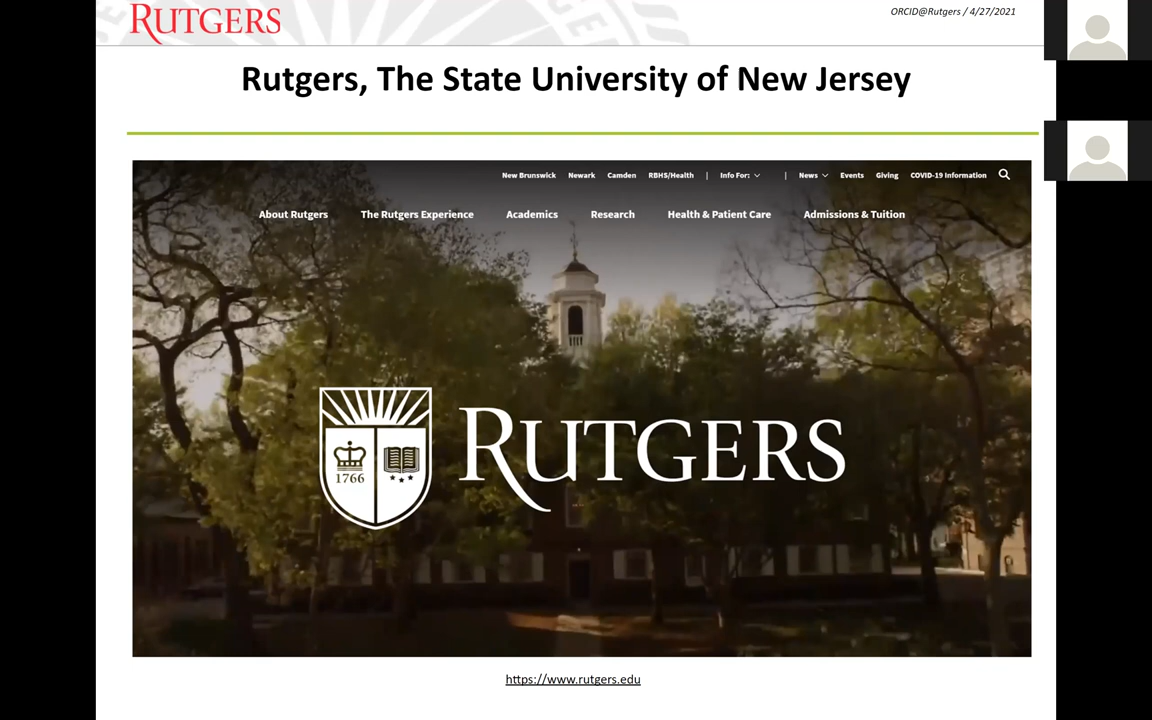 RUTGERS
ORCID@Rutgers / 4/27/2021
Rutgers, The State University of New Jersey
New Brunswick Newark Camden RBHS/Health | Info For: | News Events Giving COVID-19 Information
About Rutgers The Rutgers Experience Academics Research Health & Patient Care Admissions & Tuition
1766
RUTGERS
https://www.rutgers.edu